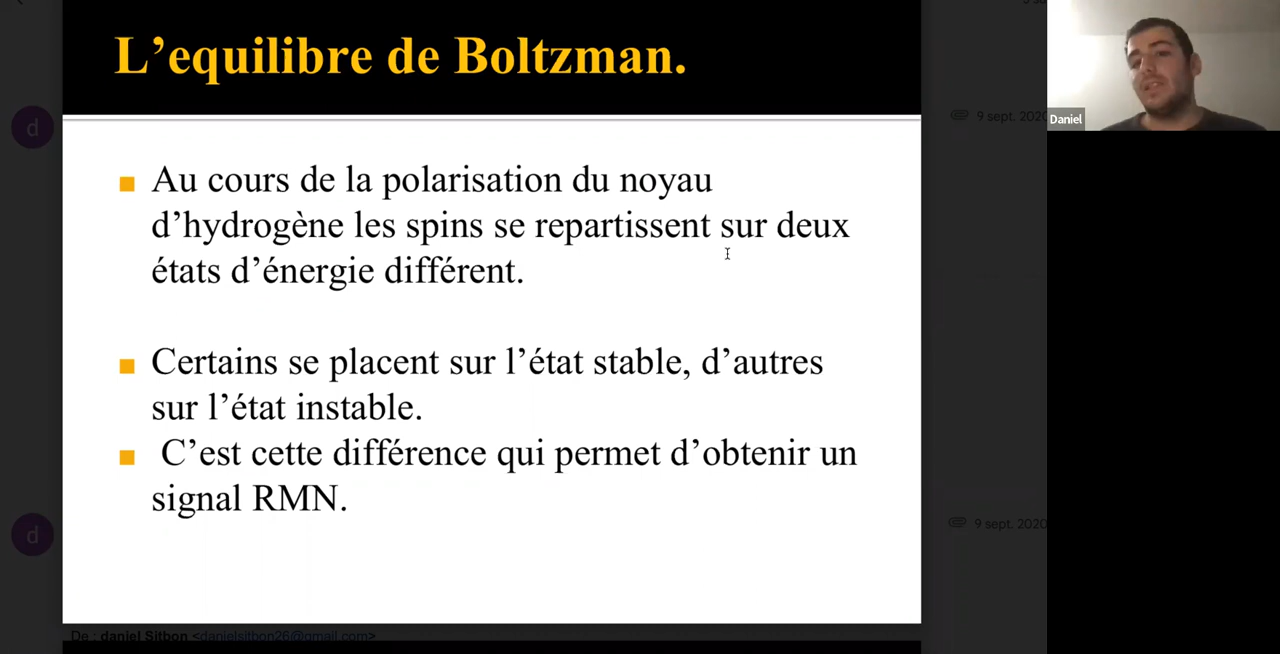 L’equilibre de Boltzman.
d
9 sept. 2020
Daniel
■ Au cours de la polarisation du noyau
d’hydrogène les spins se repartissent sur deux
états d’énergie différent.
■ Certains se placent sur l’état stable, d’autres
sur l’état instable.
■ C’est cette différence qui permet d’obtenir un
signal RMN.
d
9 sept. 2020
De : daniel Sitbon <danielsitbon26@gmail.com>